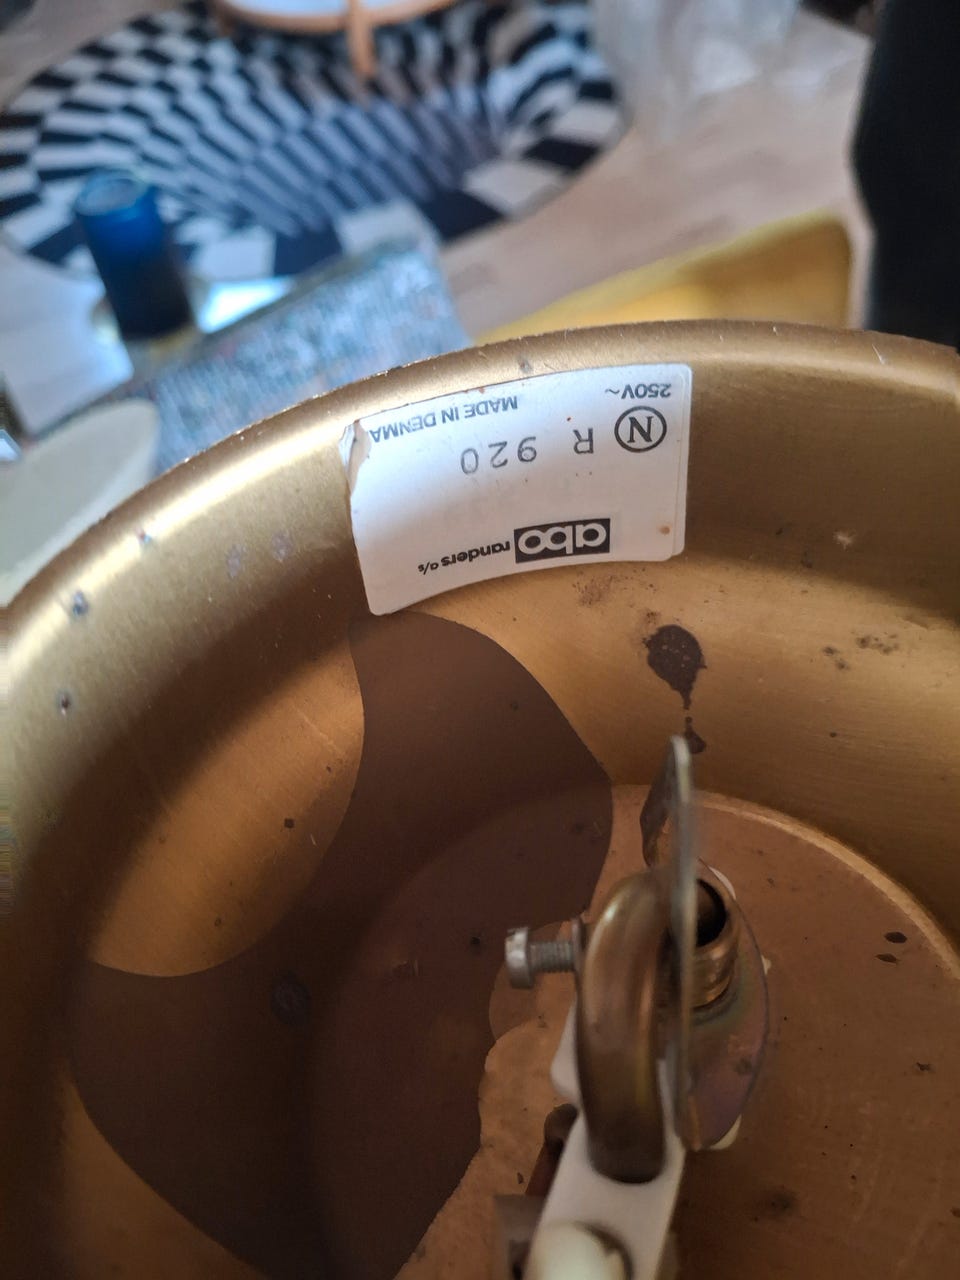 abo randers a/s
N R 920
250V~ MADE IN DENMA